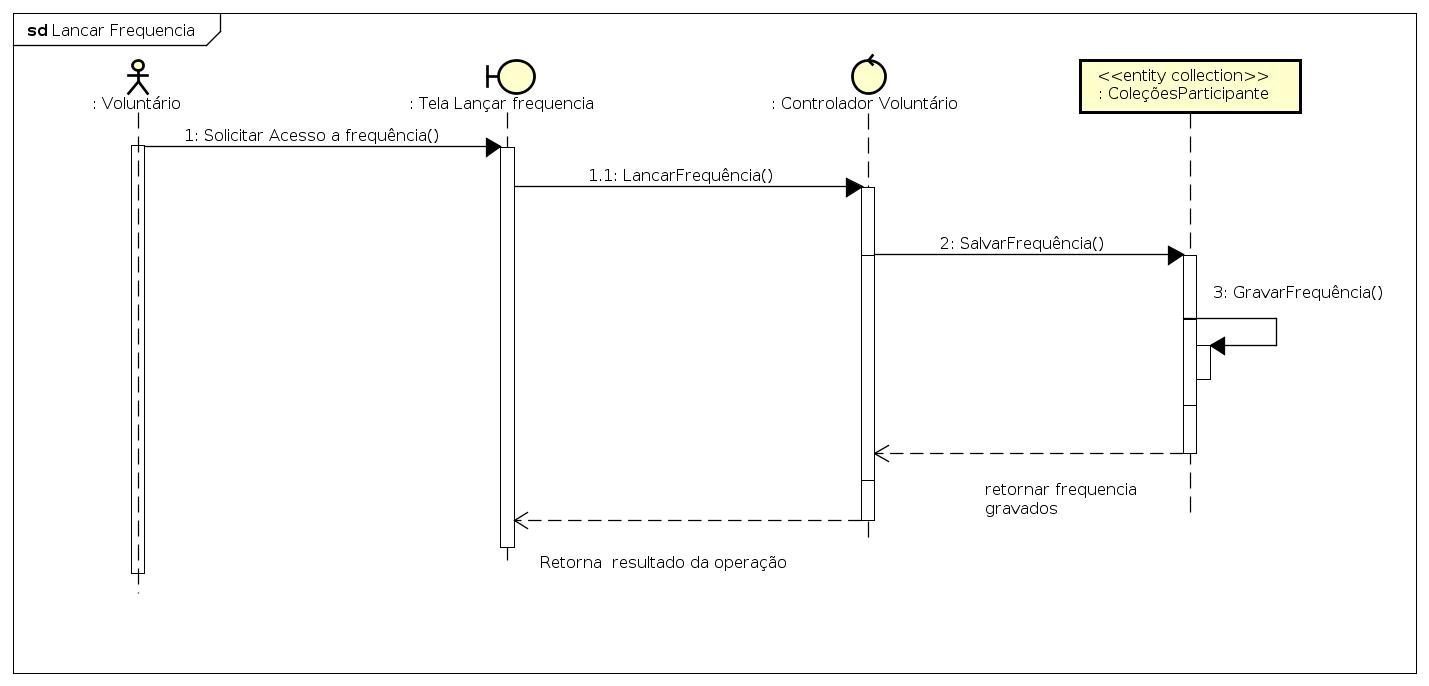 sd Lancar Frequencia
: Voluntário
: Tela Lançar frequencia
: Controlador Voluntário
<<entity collection>>
: ColeçõesParticipante
1: Solicitar Acesso a frequência()
1.1: LancarFrequência()
2: SalvarFrequência()
3: GravarFrequência()
retornar frequencia
gravados
Retorna  resultado da operação